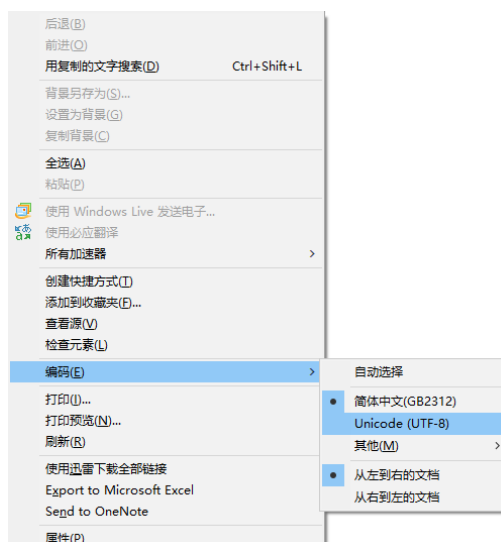 后退(B)
前进(O)
用复制的文字搜索(D) Ctrl+Shift+L
背景另存为(S)...
设置为背景(G)
复制背景(C)
全选(A)
粘贴(P)
使用 Windows Live 发送电子...
使用必应翻译
所有加速器
创建快捷方式(T)
添加到收藏夹(F)...
查看源(V)
检查元素(L)
编码(E)
自动选择
简体中文(GB2312)
Unicode (UTF-8)
其他(M)
从左到右的文档
从右到左的文档
打印(I)...
打印预览(N)...
刷新(R)
使用迅雷下载全部链接
Export to Microsoft Excel
Send to OneNote
属性(P)